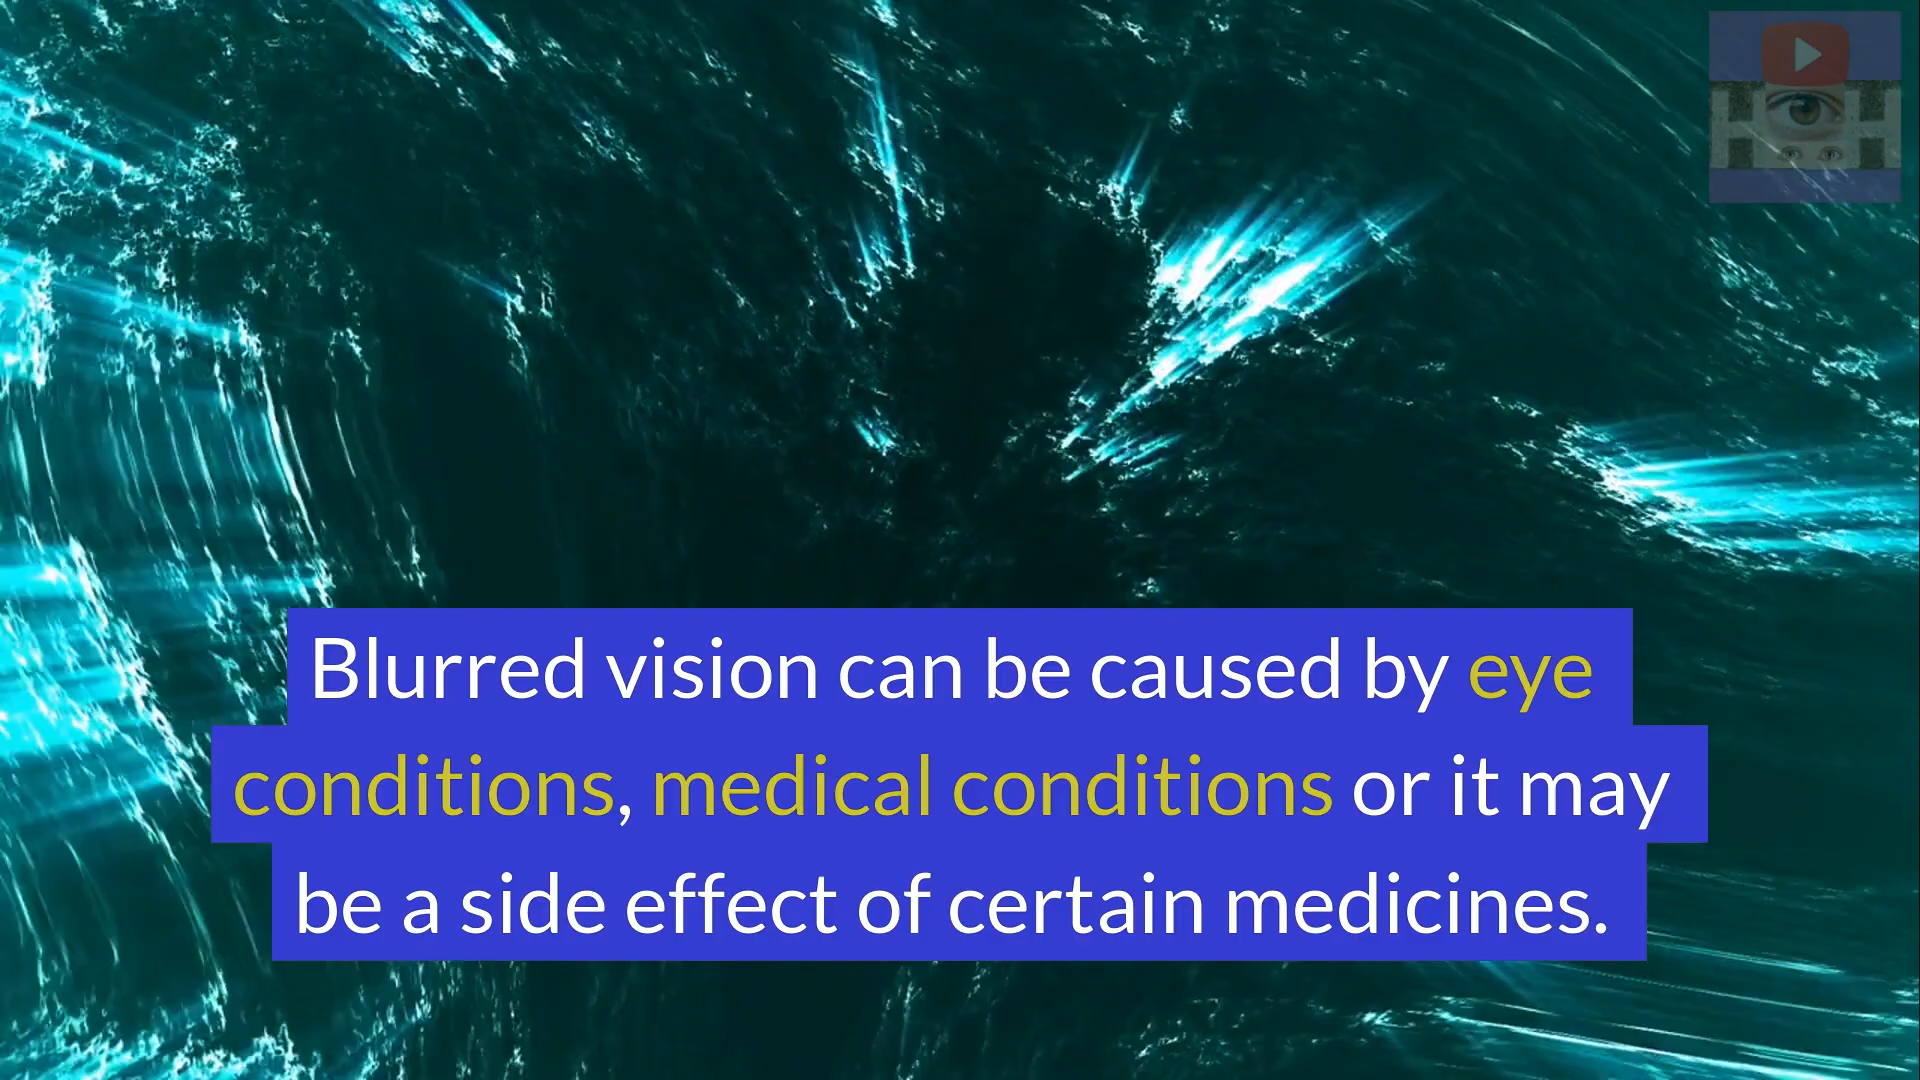 Blurred vision can be caused by eye
conditions, medical conditions or it may
be a side effect of certain medicines.